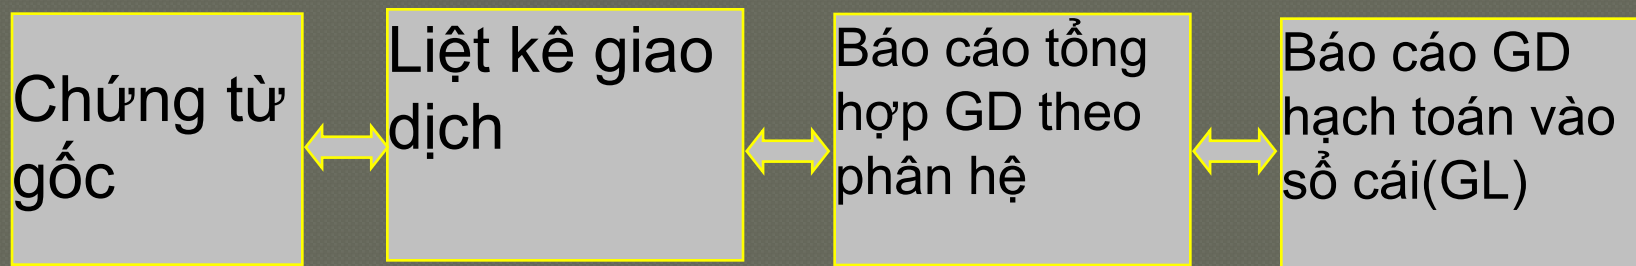 Chứng từ
gốc
Liệt kê giao
dịch
Báo cáo tổng
hợp GD theo
phân hệ
Báo cáo GD
hạch toán vào
sổ cái(GL)